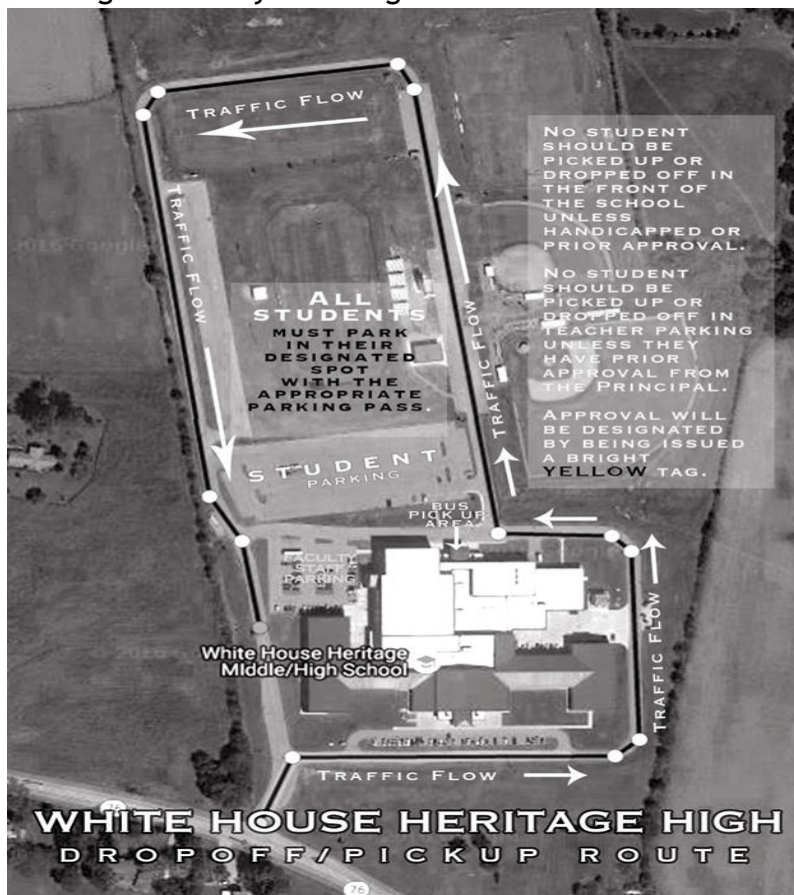 TRAFFIC FLOW
NO STUDENT
SHOULD BE
PICKED UP OR
DROPPED OFF IN
THE FRONT OF
THE SCHOOL
UNLESS
HANDICAPPED OR
PRIOR APPROVAL.
NO STUDENT
SHOULD BE
PICKED UP OR
DROPPED OFF IN
TEACHER PARKING
UNLESS THEY
HAVE PRIOR
APPROVAL FROM
THE PRINCIPAL.
APPROVAL WILL
BE DESIGNATED
BY BEING ISSUED
A BRIGHT
YELLOW TAG.
TRAFFIC FLOW
ALL
STUDENTS
MUST PARK
IN THEIR
DESIGNATED
SPOT
WITH THE
APPROPRIATE
PARKING PASS.
TRAFFIC FLOW
STUDENT
PARKING
BUS
PICK UP
AREA
FACULTY
STAFF
PARKING
TRAFFIC FLOW
White House Heritage
Middle/High School
TRAFFIC FLOW
76
WHITE HOUSE HERITAGE HIGH
DROPOFF/PICKUP ROUTE
76